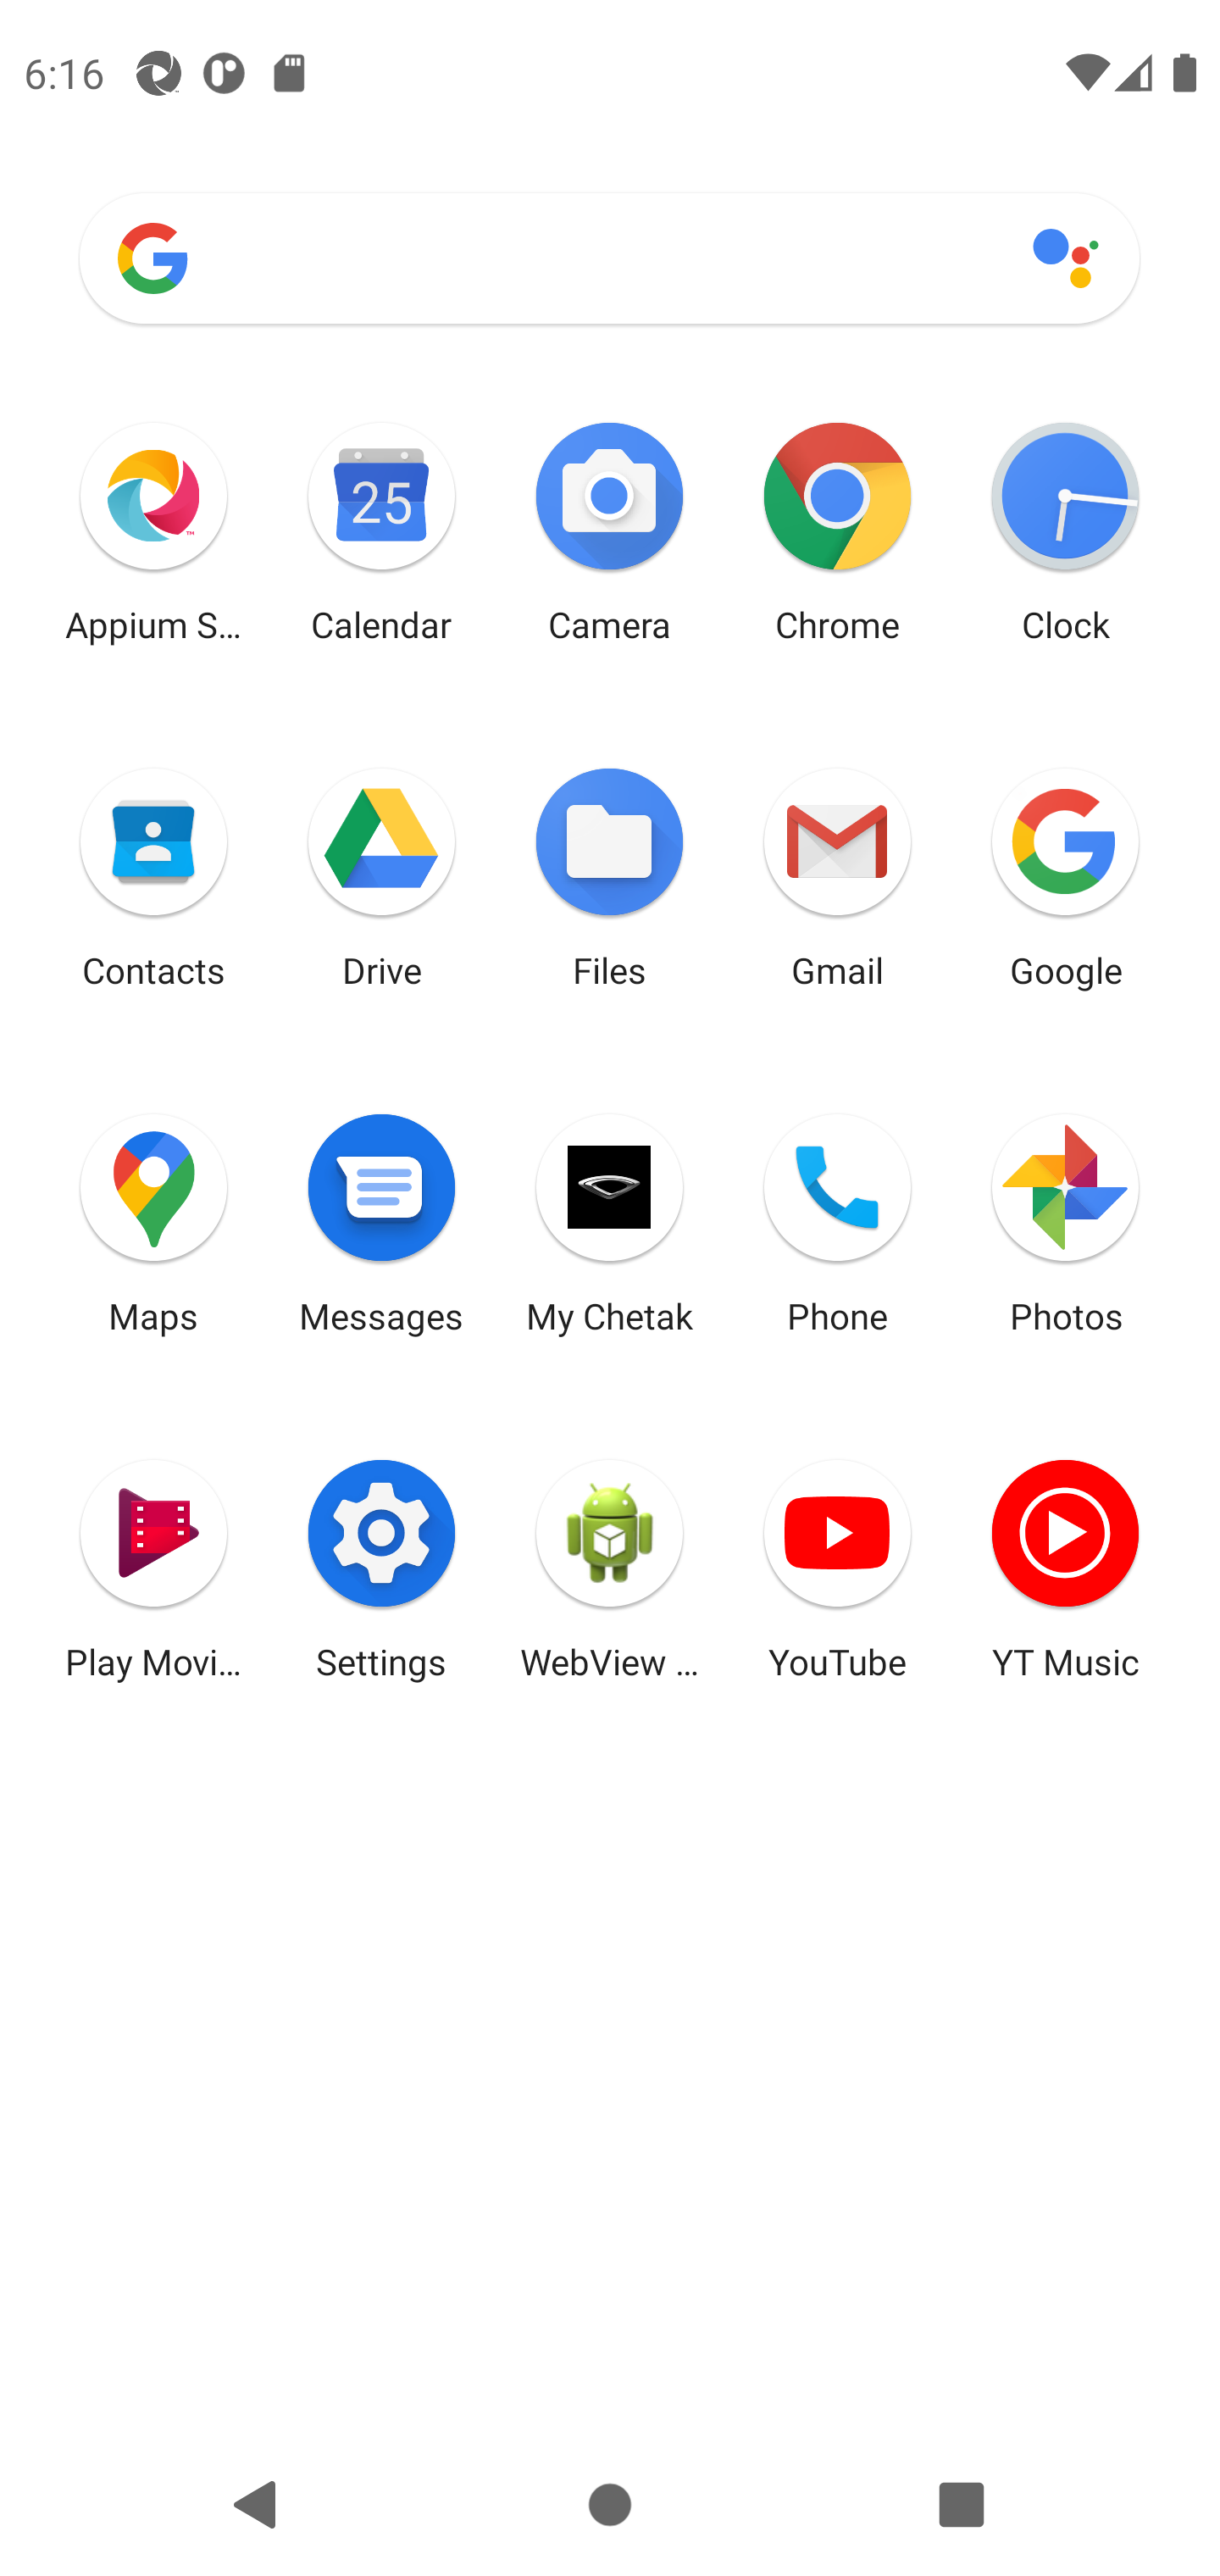 6:16
Appium S...
Calendar
Camera
Chrome
Clock
25
Contacts
Drive
Files
Gmail
Google
Maps
Messages
My Chetak
Phone
Photos
Play Movi...
Settings
WebView ...
YouTube
YT Music